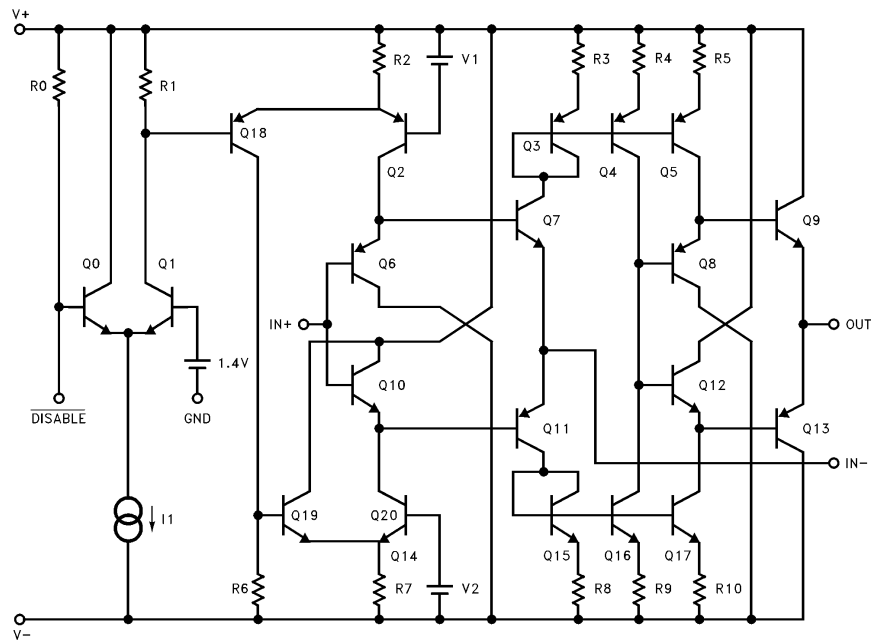 V+
R0
R1
R2
V1
R3
R4
R5
Q18
Q2
Q3
Q4
Q5
Q7
Q9
Q0
Q1
Q6
Q8
IN+
OUT
1.4V
Q10
Q12
DISABLE
GND
Q11
Q13
IN-
I1
Q19
Q20
Q14
Q15
Q16
Q17
R6
R7
V2
R8
R9
R10
V-